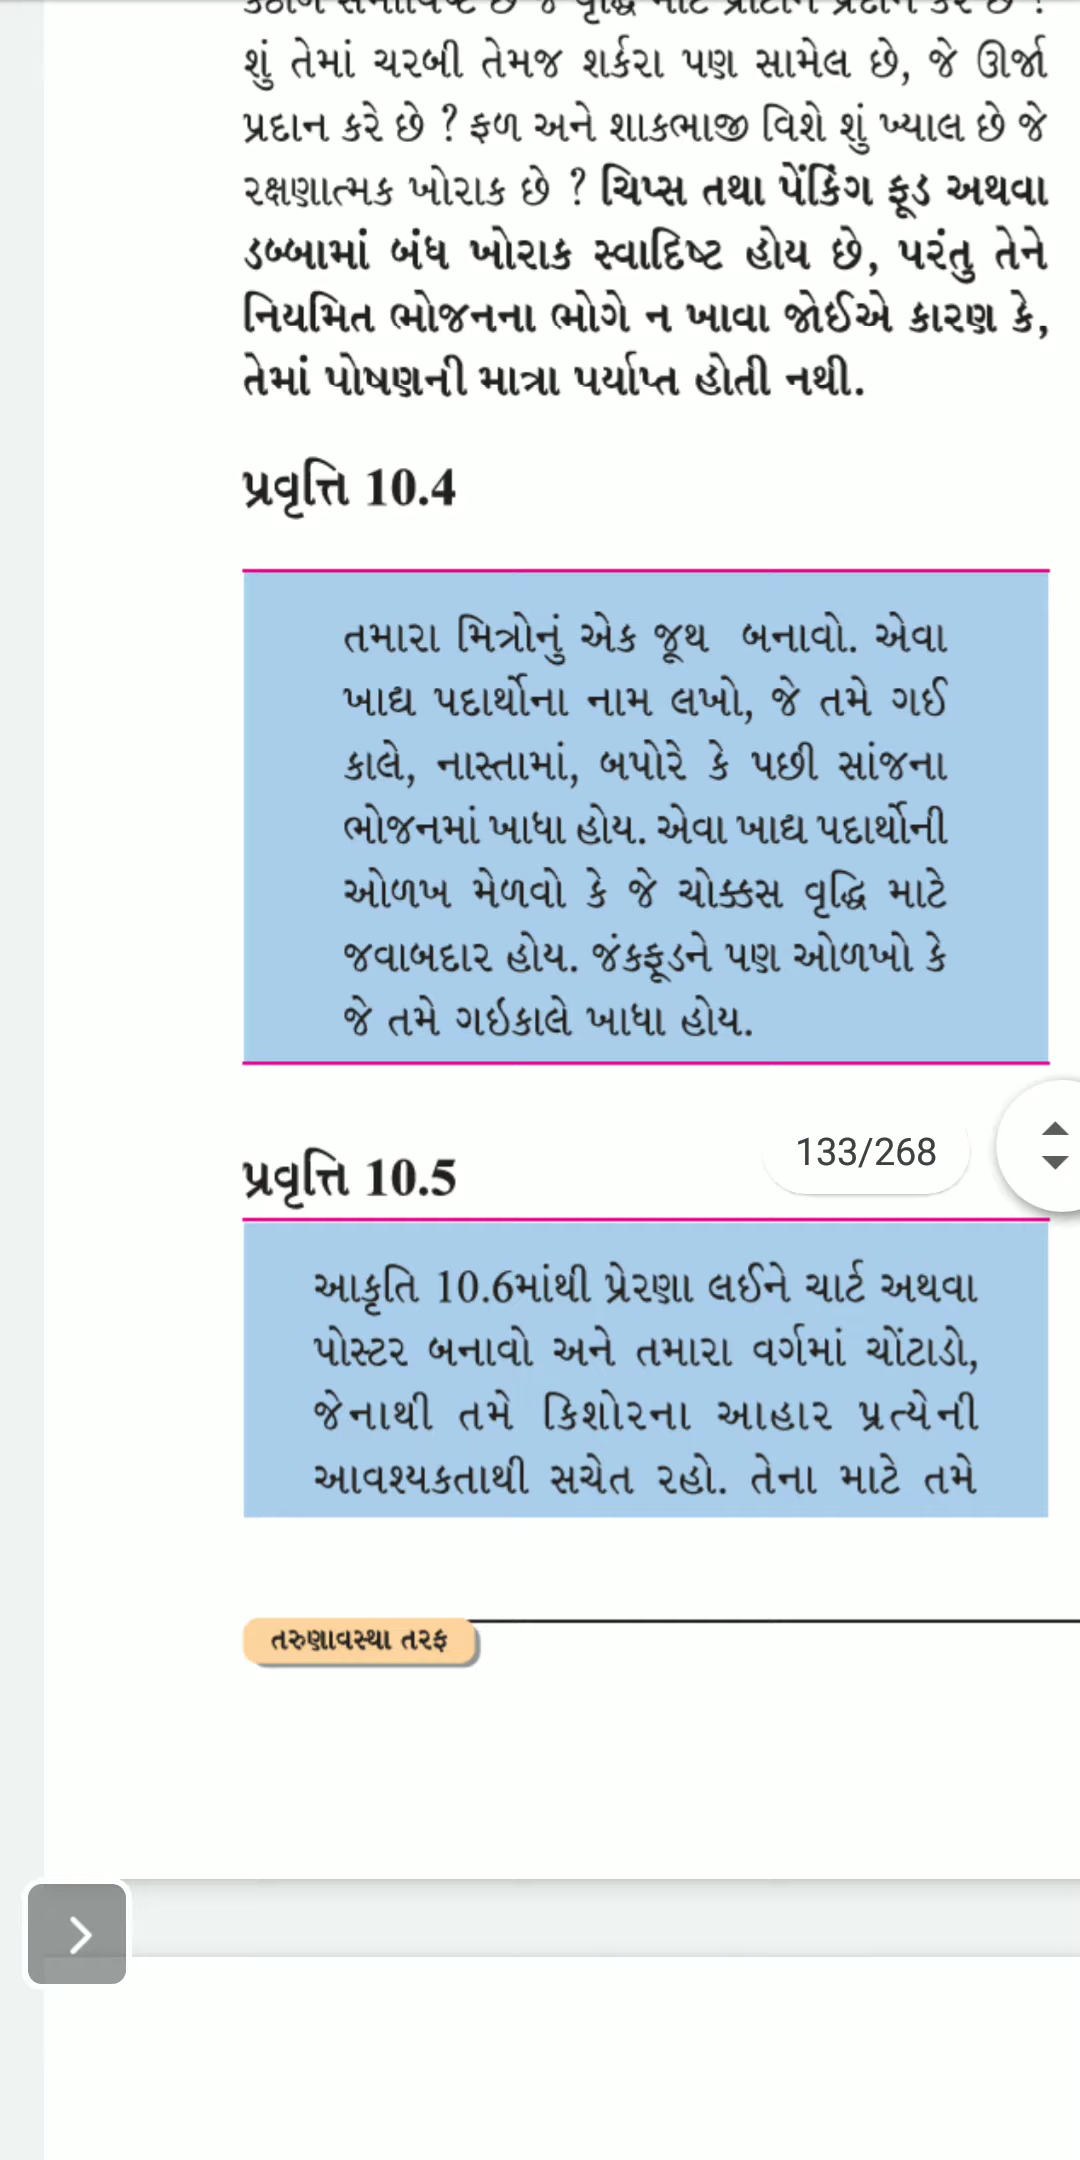 શું તેમાં ચરબી તેમજ શર્કરા પણ સામેલ છે, જે ઊર્જા
પ્રદાન કરે છે ? ફળ અને શાકભાજી વિશે શું ખ્યાલ છે જે
રક્ષણાત્મક ખોરાક છે ? ચિપ્સ તથા પેંકિંગ ફૂડ અથવા
ડબ્બામાં બંધ ખોરાક સ્વાદિષ્ટ હોય છે, પરંતુ તેને
નિયમિત ભોજનના ભોગે ન ખાવા જોઈએ કારણ કે,
તેમાં પોષણની માત્રા પર્યાપ્ત હોતી નથી.
પ્રવૃત્તિ 10.4
તમારા મિત્રોનું એક જૂથ બનાવો. એવા
ખાદ્ય પદાર્થોના નામ લખો, જે તમે ગઈ
કાલે, નાસ્તામાં, બપોરે કે પછી સાંજના
ભોજનમાં ખાધા હોય. એવા ખાદ્ય પદાર્થોની
ઓળખ મેળવો કે જે ચોક્કસ વૃદ્ધિ માટે
જવાબદાર હોય. જંકફૂડને પણ ઓળખો કે
જે તમે ગઇકાલે ખાધા હોય.
133/268
પ્રવૃત્તિ 10.5
આકૃતિ 10.6માંથી પ્રેરણા લઈને ચાર્ટ અથવા
પોસ્ટર બનાવો અને તમારા વર્ગમાં ચોંટાડો,
જેનાથી તમે કિશોરના આહાર પ્રત્યેની
આવશ્યકતાથી સચેત રહો. તેના માટે તમે
તરુણાવસ્થા તરફ